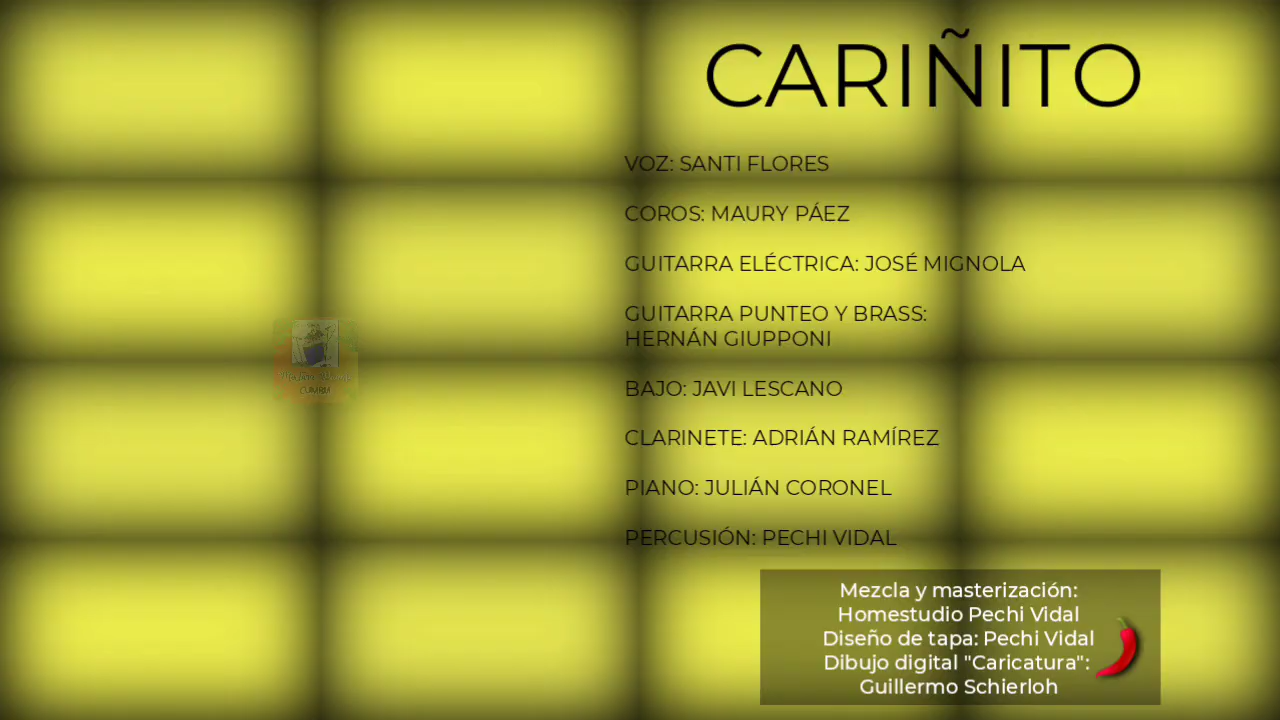 CARIÑITO
VOZ: SANTI FLORES
COROS: MAURY PÁEZ
GUITARRA ELÉCTRICA: JOSÉ MIGNOLA
GUITARRA PUNTEO Y BRASS:
HERNÁN GIUPPONI
BAJO: JAVI LESCANO
CLARINETE: ADRIÁN RAMÍREZ
PIANO: JULIÁN CORONEL
PERCUSIÓN: PECHI VIDAL
CUMBIA
Mezcla y masterización:
Homestudio Pechi Vidal
Diseño de tapa: Pechi Vidal
Dibujo digital "Caricatura":
Guillermo Schierloh